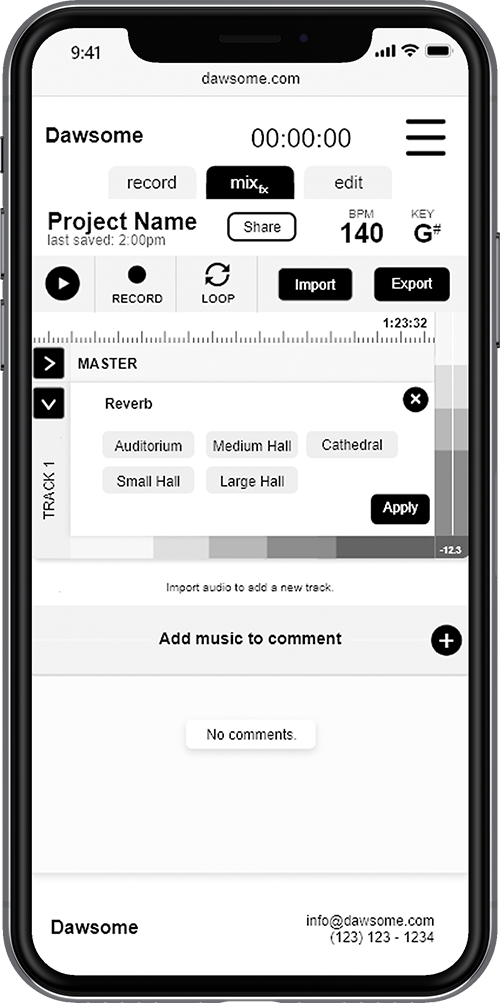 9:41
dawsome.com
Dawsome 00:00:00
record mix fx edit
Project Name Share BPM KEY
last saved: 2:00pm 140 G#
RECORD LOOP Import Export
1:23:32
MASTER
Reverb
TRACK 1
Auditorium Medium Hall Cathedral
Small Hall Large Hall
Apply
-12.3
Import audio to add a new track.
Add music to comment
No comments.
Dawsome info@dawsome.com
(123) 123 - 1234